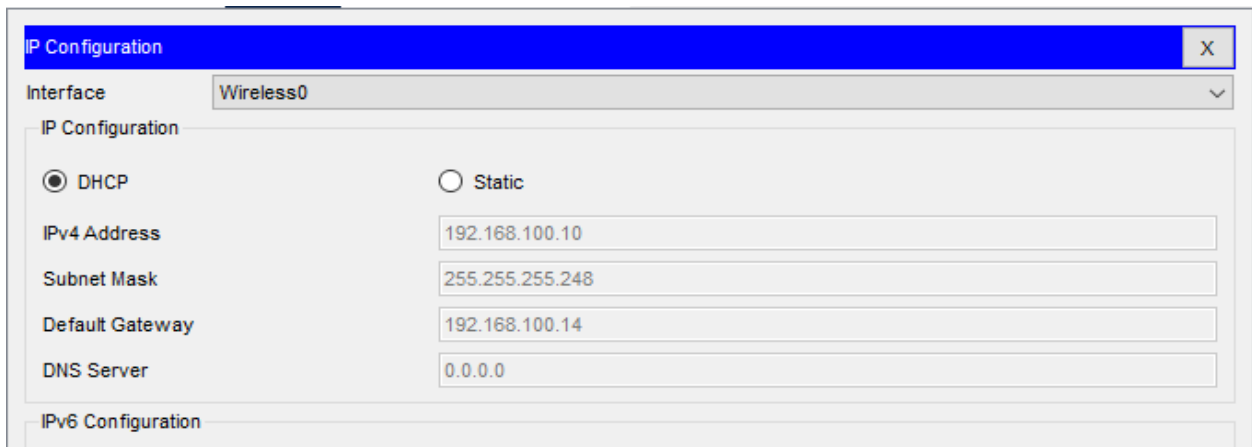 IP Configuration X
Interface Wireless0
IP Configuration
DHCP Static
IPv4 Address 192.168.100.10
Subnet Mask 255.255.255.248
Default Gateway 192.168.100.14
DNS Server 0.0.0.0
IPv6 Configuration